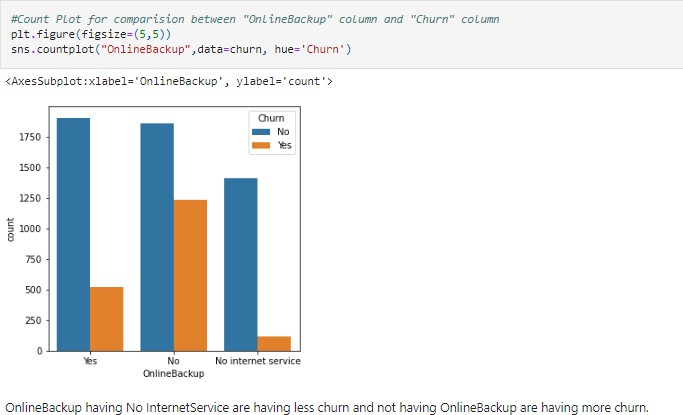 #Count Plot for comparision between "OnlineBackup" column and "Churn" column
plt.figure(figsize=(5,5))
sns.countplot("OnlineBackup",data=churn, hue='Churn')
<AxesSubplot:xlabel='OnlineBackup', ylabel='count'>
Churn
No
Yes
1750
1500
1250
1000
750
500
250
0
count
Yes No No internet service
OnlineBackup
OnlineBackup having No InternetService are having less churn and not having OnlineBackup are having more churn.